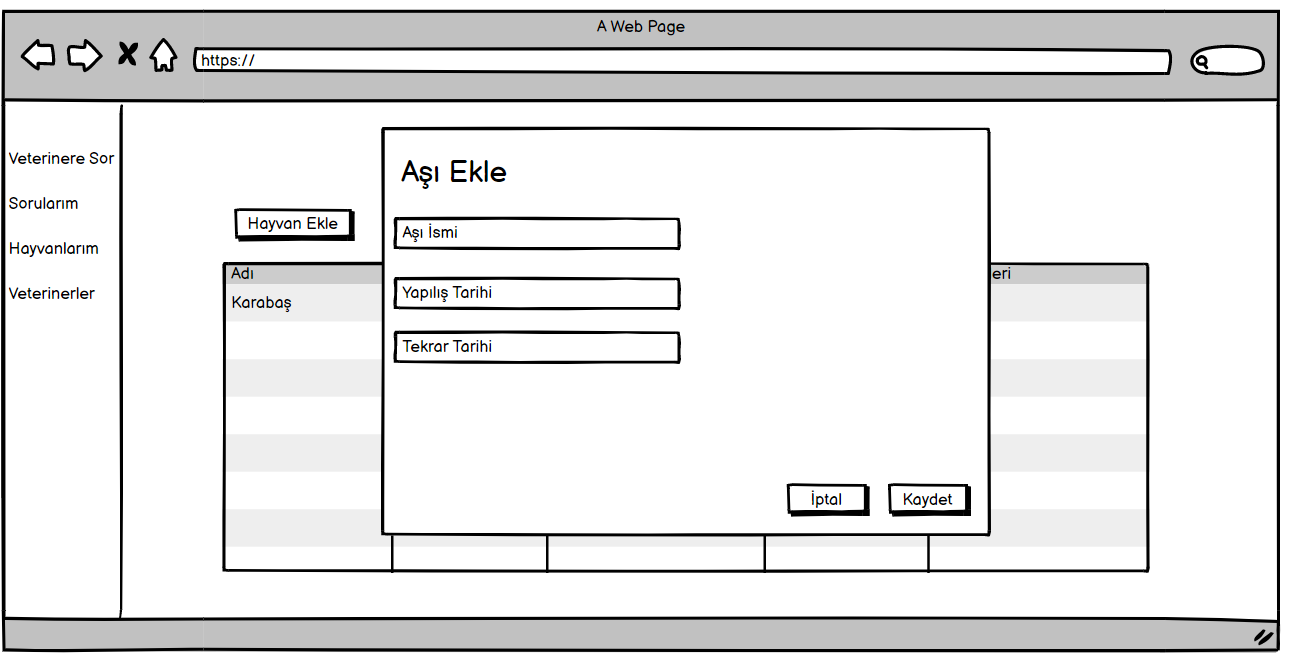 A Web Page
https://
Veterinere Sor
Sorularım
Hayvanlarım
Veterinerler
Hayvan Ekle
Adı
eri
Karabaş
Aşı Ekle
Aşı İsmi
Yapılış Tarihi
Tekrar Tarihi
İptal
Kaydet